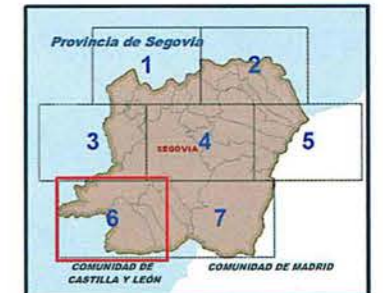 Provincia de Segovia
1
2
3
SEGOVIA
4
5
6
7
COMUNIDAD DE
CASTILLA Y LEÓN
COMUNIDAD DE MADRID